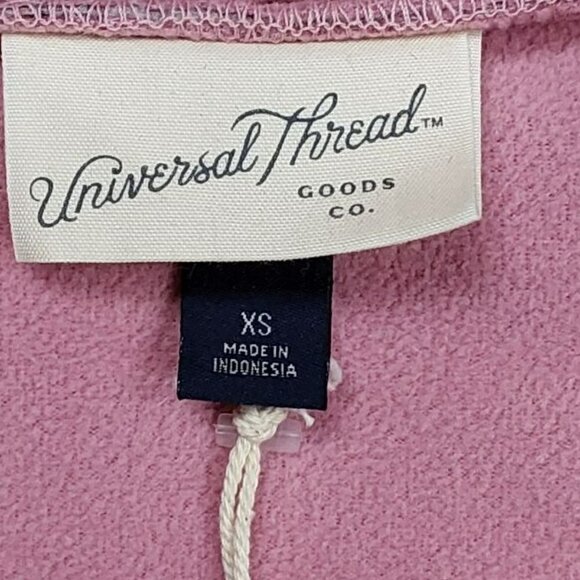 Universal Thread™
GOODS
CO.
XS
MADE IN
INDONESIA